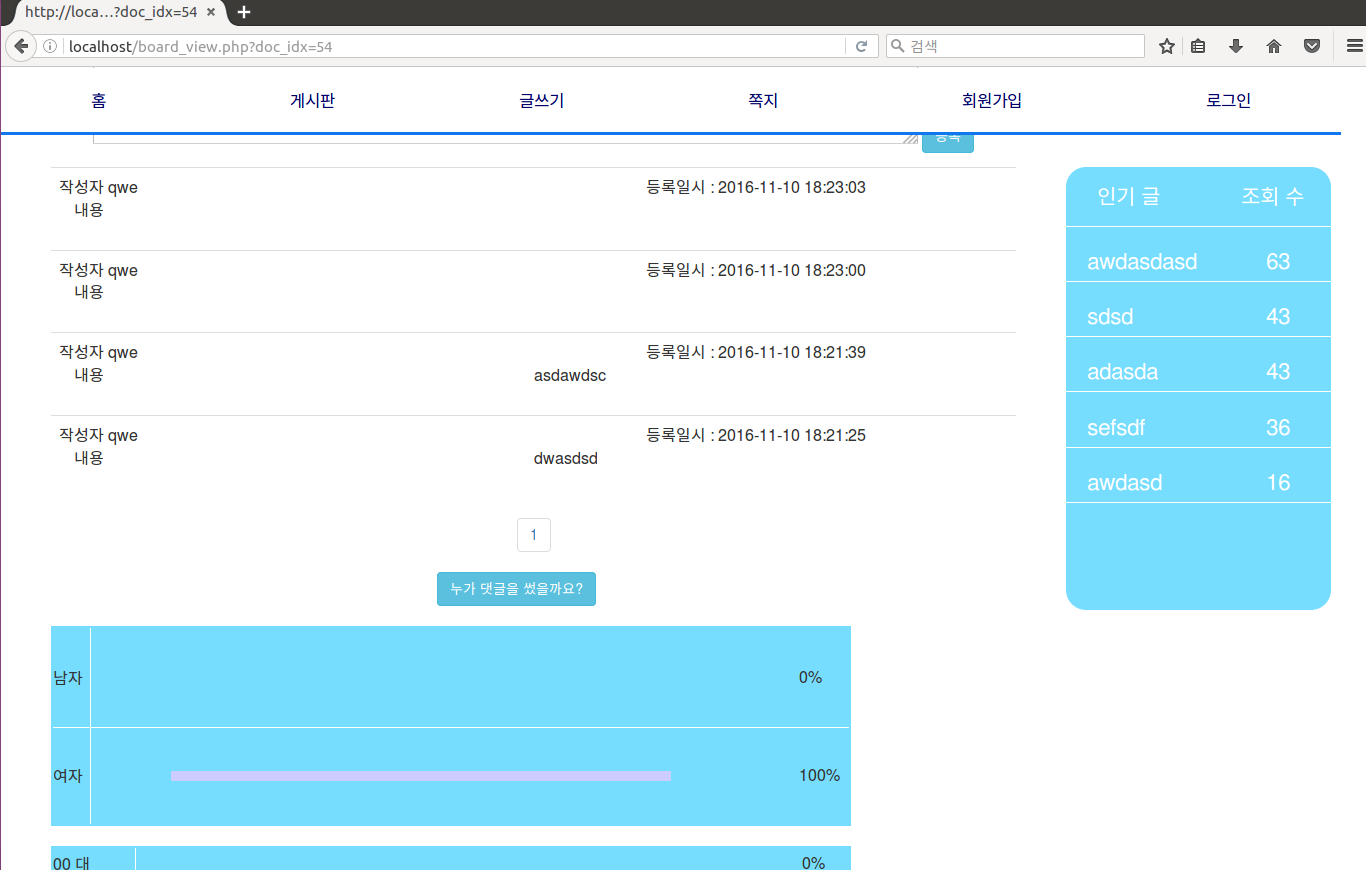 http://loca...?doc_idx=54
localhost/board_view.php?doc_idx=54 검색
홈 게시판 글쓰기 쪽지 회원가입 로그인
등록
작성자 qwe 등록일시 : 2016-11-10 18:23:03
내용
작성자 qwe 등록일시 : 2016-11-10 18:23:00
내용
작성자 qwe 등록일시 : 2016-11-10 18:21:39
내용 asdawdsc
작성자 qwe 등록일시 : 2016-11-10 18:21:25
내용 dwasdsd
1
누가 댓글을 썼을까요?
남자 0%
여자 100%
00 대 0%
인기 글 조회 수
awdasdasd 63
sdsd 43
adasda 43
sefsdf 36
awdasd 16